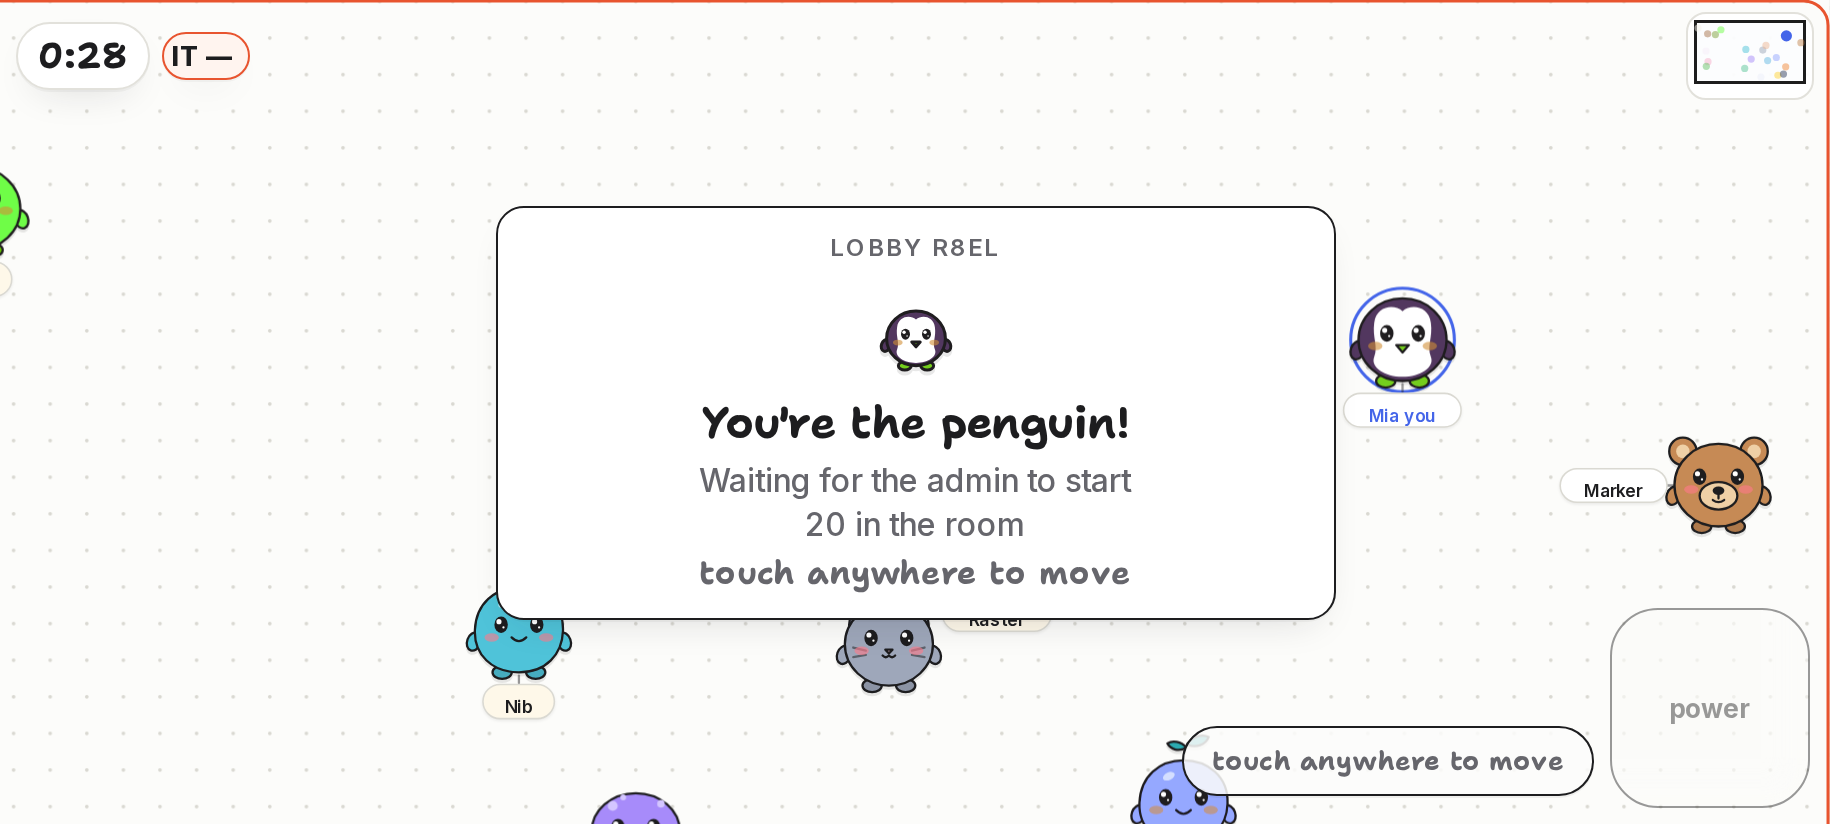 0:28
IT —
LOBBY R8EL
You're the penguin!
Waiting for the admin to start
20 in the room
touch anywhere to move
Mia you
Marker
Raster
Nib
power
touch anywhere to move